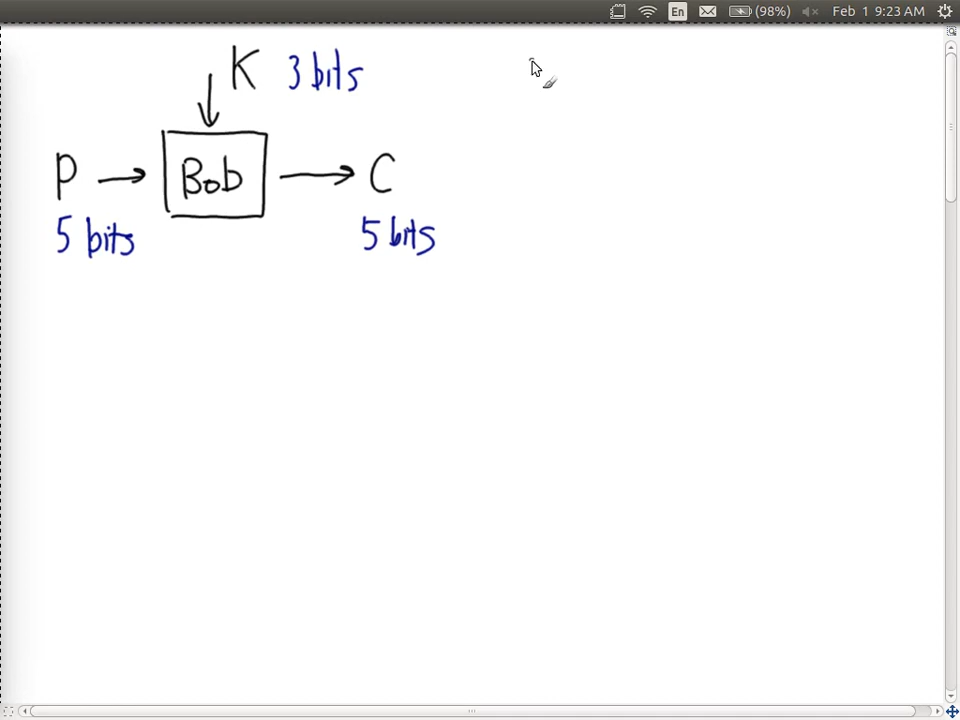 En (98%) Feb 1 9:23 AM
K 3 bits
P → Bob → C
5 bits 5 bits